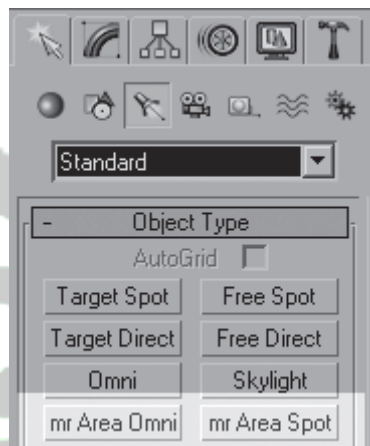 Standard
- Object Type
AutoGrid
Target Spot Free Spot
Target Direct Free Direct
Omni Skylight
mr Area Omni mr Area Spot